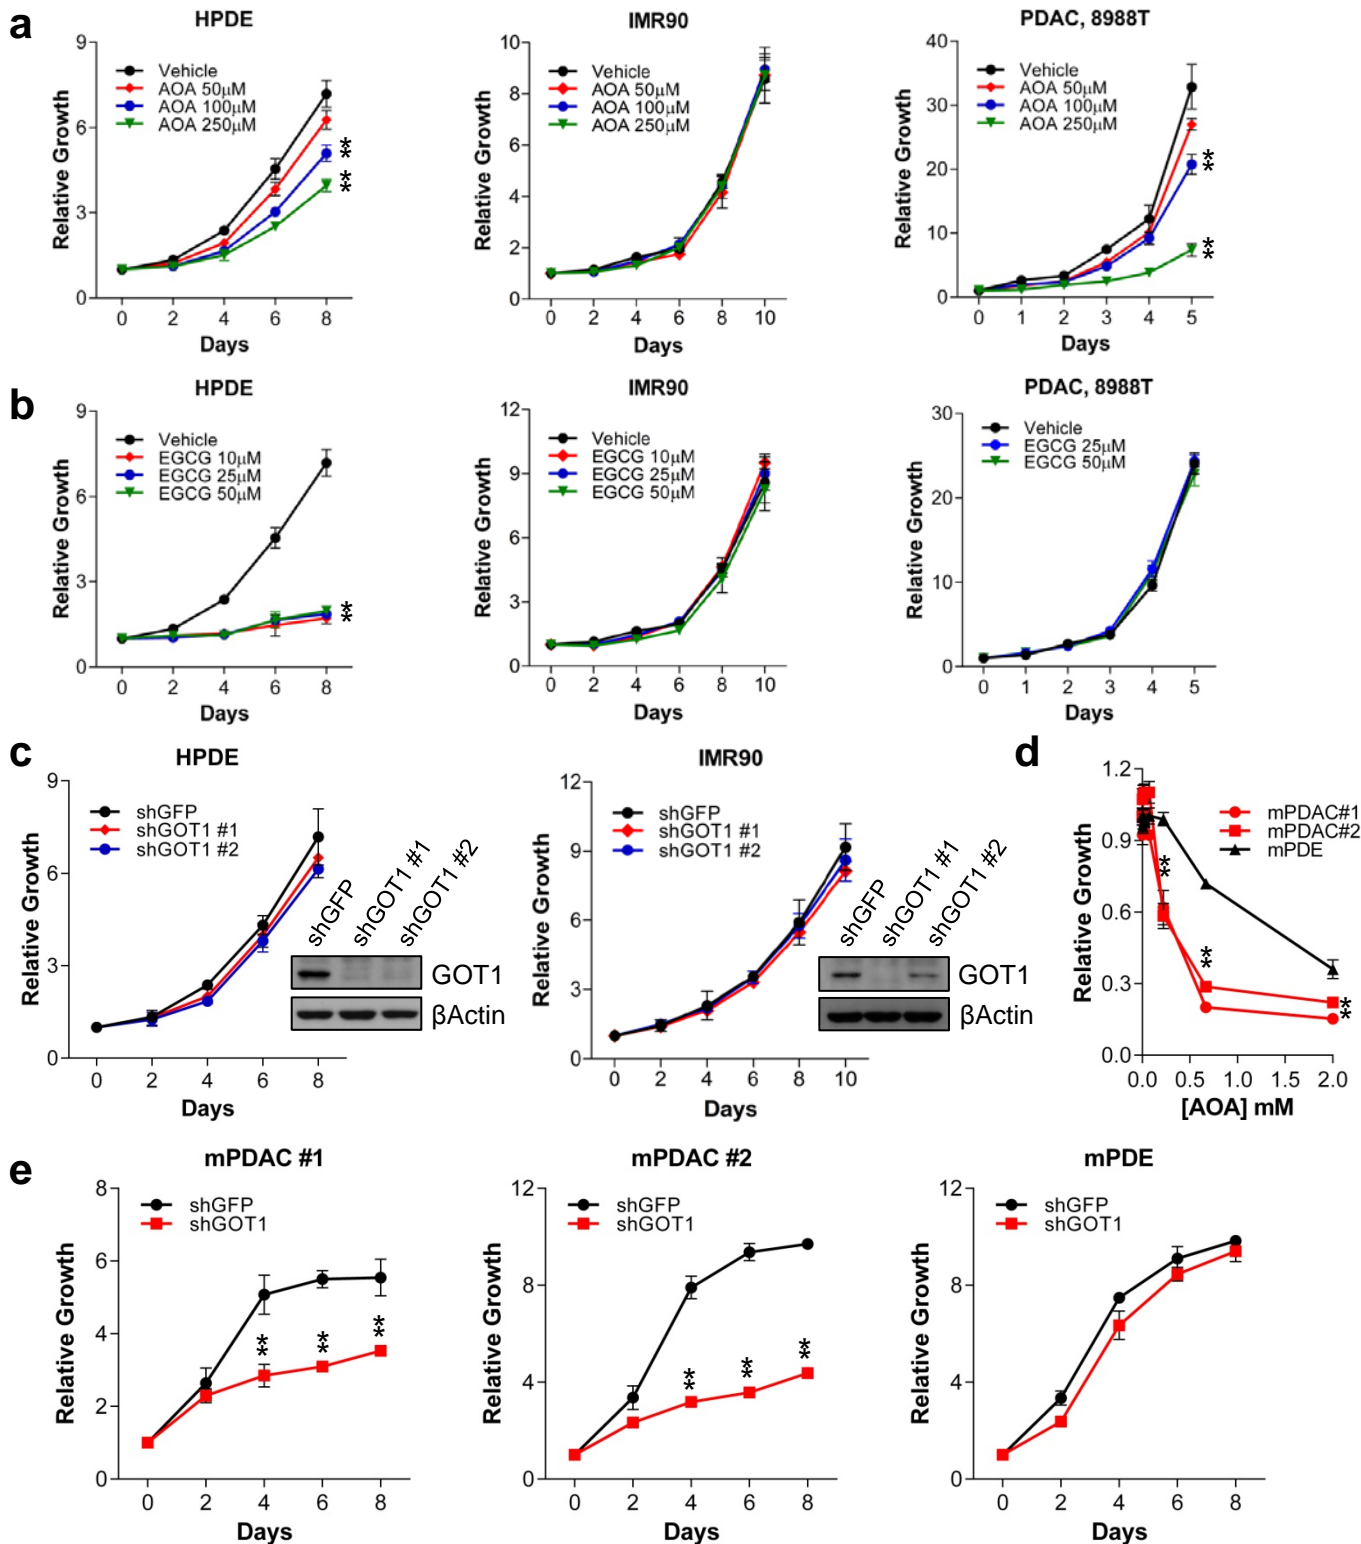 a
HPDE
Relative Growth
9
6
3
0
Vehicle
AOA 50μM
AOA 100μM
AOA 250μM
**
**
0 2 4 6 8
Days
IMR90
Relative Growth
10
8
6
4
2
0
Vehicle
AOA 50μM
AOA 100μM
AOA 250μM
0 2 4 6 8 10
Days
PDAC, 8988T
Relative Growth
40
30
20
10
0
Vehicle
AOA 50μM
AOA 100μM
AOA 250μM
**
**
0 1 2 3 4 5
Days
b
HPDE
Relative Growth
9
6
3
0
Vehicle
EGCG 10μM
EGCG 25μM
EGCG 50μM
**
0 2 4 6 8
Days
IMR90
Relative Growth
12
9
6
3
0
Vehicle
EGCG 10μM
EGCG 25μM
EGCG 50μM
0 2 4 6 8 10
Days
PDAC, 8988T
Relative Growth
30
20
10
0
Vehicle
EGCG 25μM
EGCG 50μM
0 1 2 3 4 5
Days
c
HPDE
Relative Growth
9
6
3
0
shGFP
shGOT1 #1
shGOT1 #2
shGFP
shGOT1 #1
shGOT1 #2
GOT1
βActin
0 2 4 6 8
Days
IMR90
Relative Growth
12
9
6
3
0
shGFP
shGOT1 #1
shGOT1 #2
shGFP
shGOT1 #1
shGOT1 #2
GOT1
βActin
0 2 4 6 8 10
Days
d
Relative Growth
1.2
0.9
0.6
0.3
0.0
mPDAC#1
mPDAC#2
mPDE
**
**
**
0.0 0.5 1.0 1.5 2.0
[AOA] mM
e
mPDAC #1
Relative Growth
8
6
4
2
0
shGFP
shGOT1
**
**
**
0 2 4 6 8
Days
mPDAC #2
Relative Growth
12
8
4
0
shGFP
shGOT1
**
**
**
0 2 4 6 8
Days
mPDE
Relative Growth
12
8
4
0
shGFP
shGOT1
0 2 4 6 8
Days